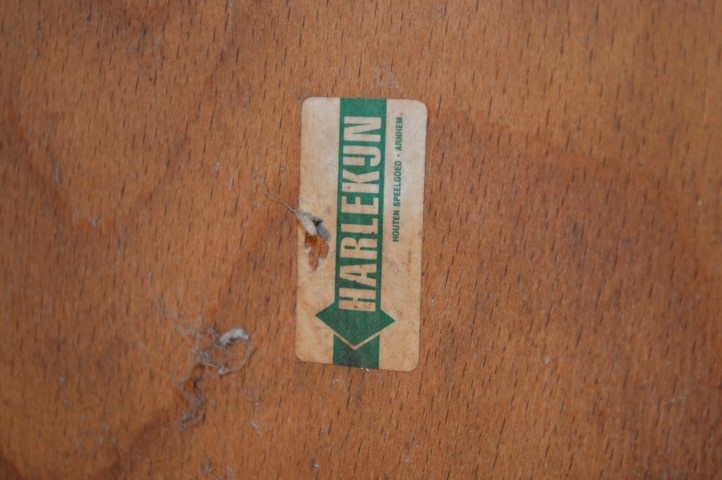 HARLEKIJN
HOUTEN SPEELGOED • ARNHEM